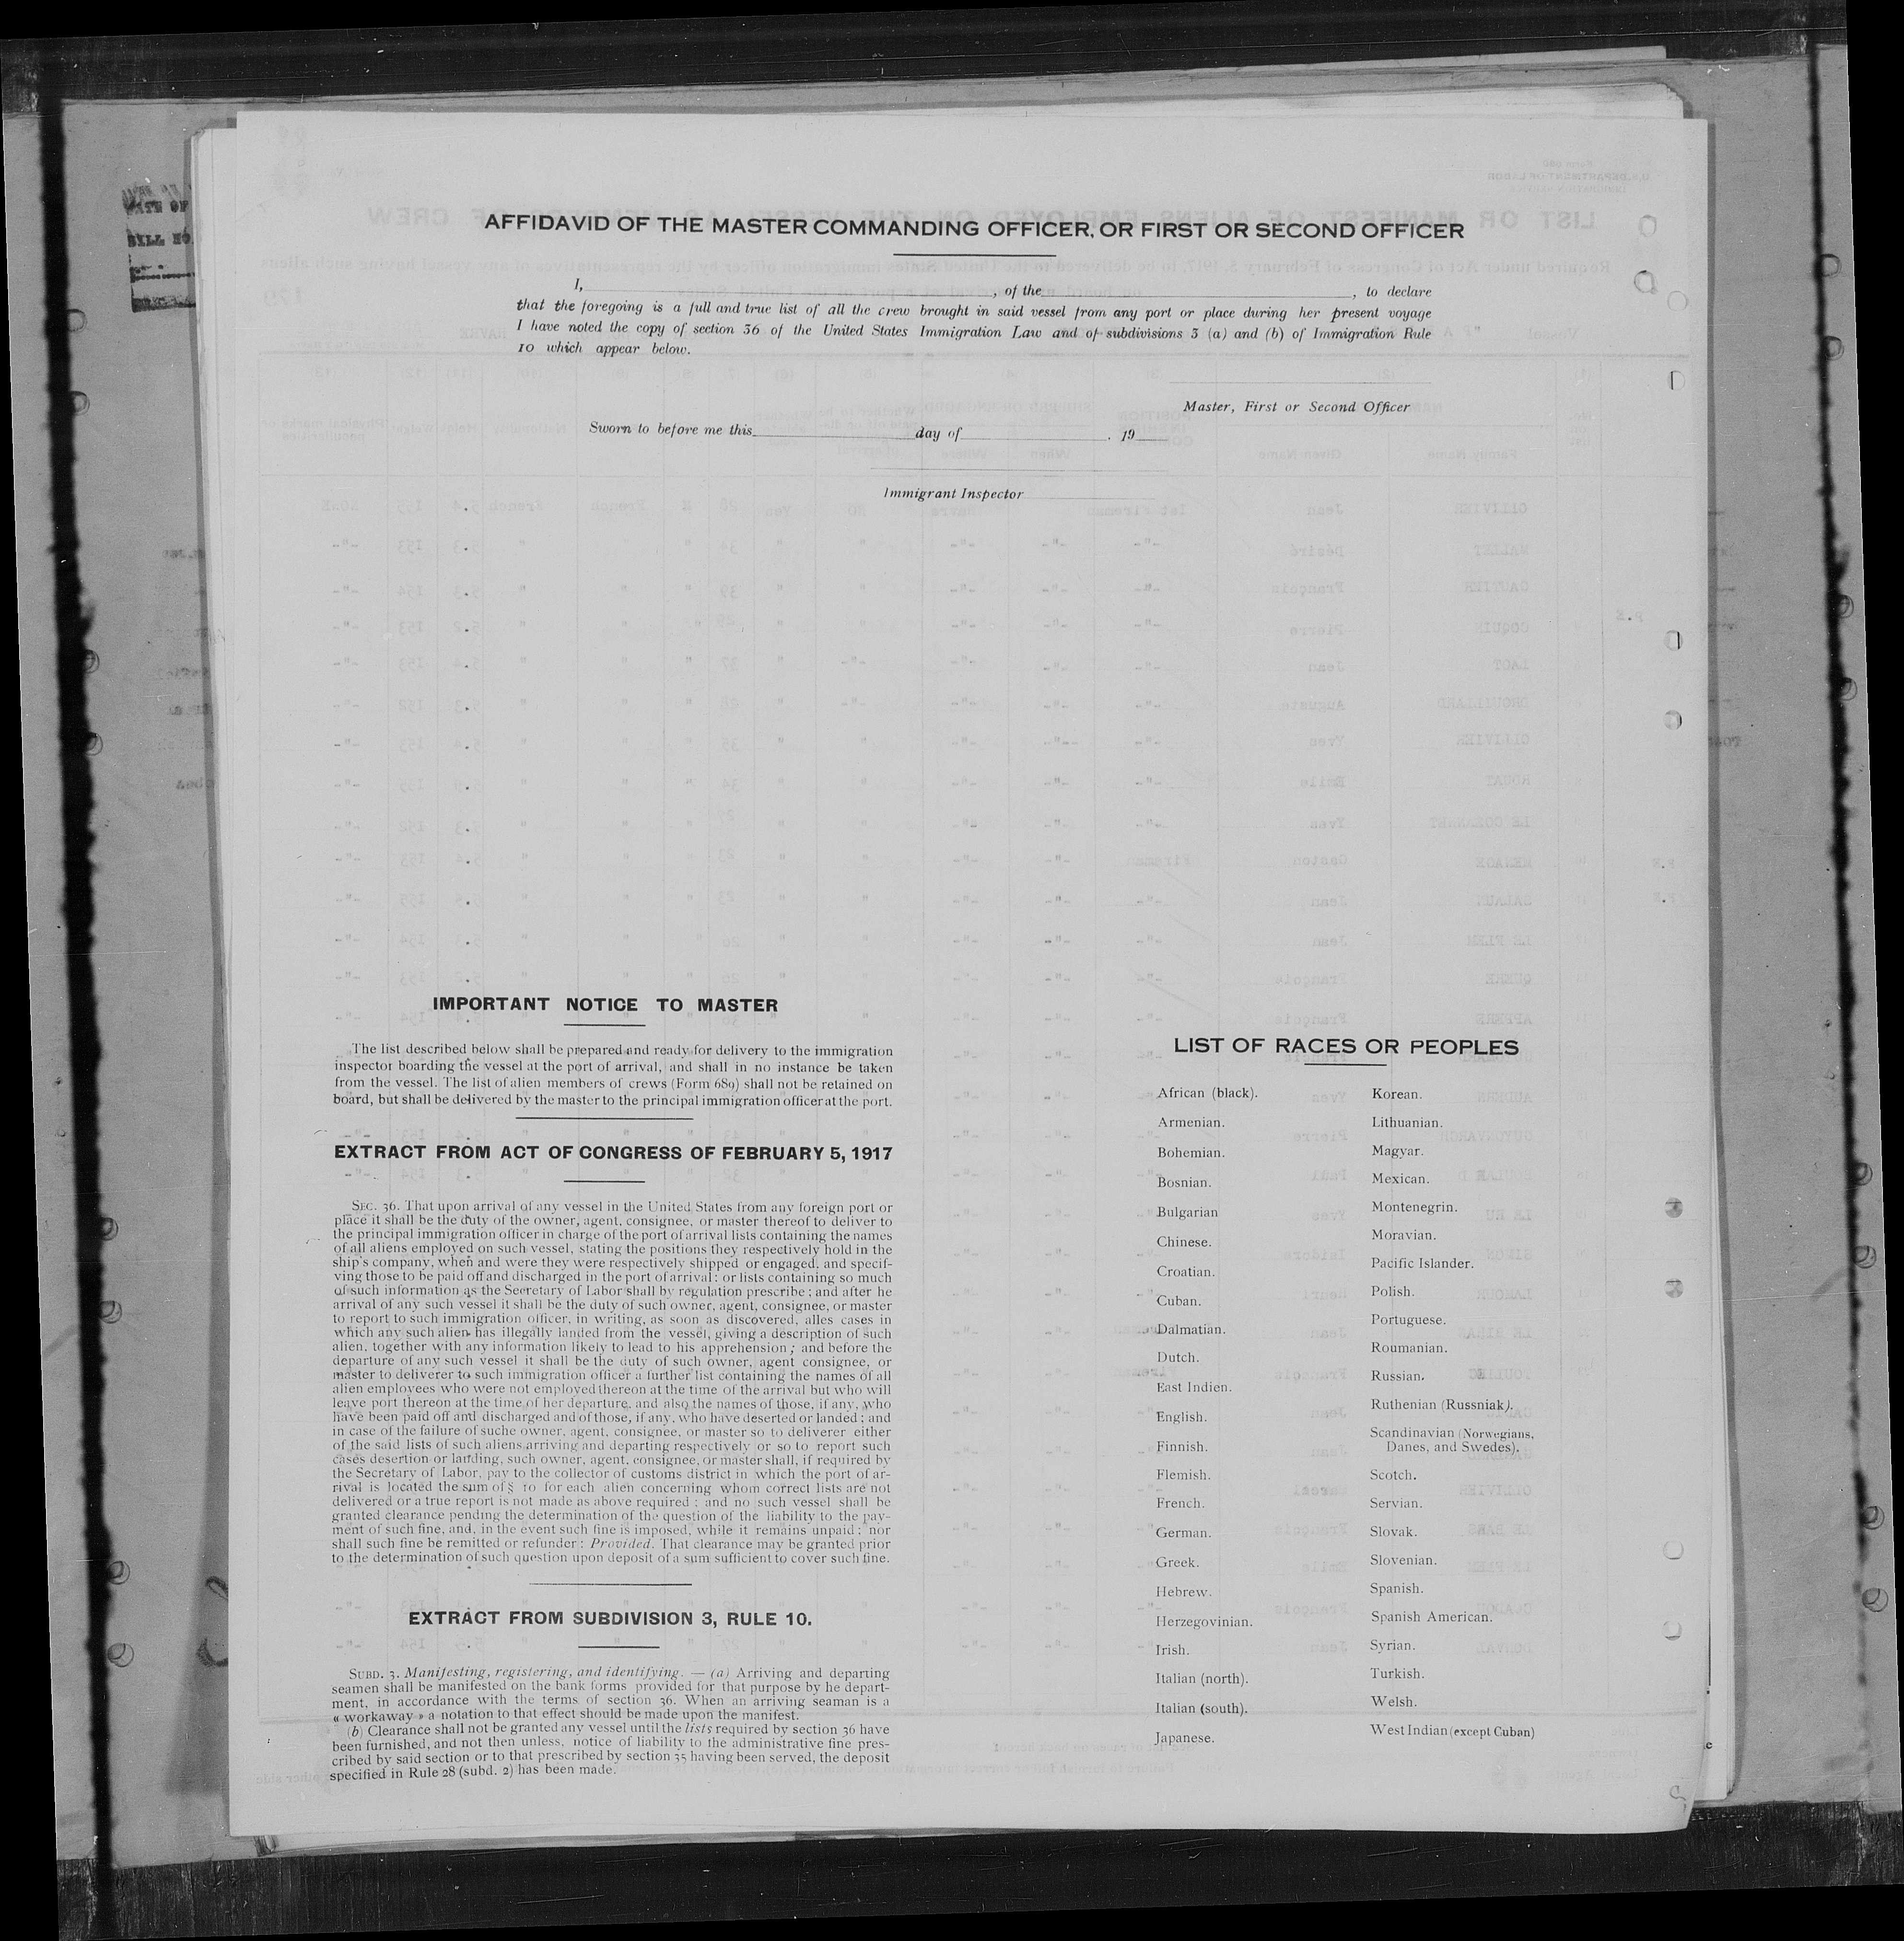 AFFIDAVID OF THE MASTER COMMANDING OFFICER, OR FIRST OR SECOND OFFICER
I, , of the , to declare
that the foregoing is a full and true list of all the crew brought in said vessel from any port or place during her present voyage
I have noted the copy of section 36 of the United States Immigration Law and of subdivisions 3 (a) and (b) of Immigration Rule
10 which appear below.
Master, First or Second Officer
Sworn to before me this day of . 19
Immigrant Inspector
IMPORTANT NOTICE TO MASTER
The list described below shall be prepared and ready for delivery to the immigration
inspector boarding the vessel at the port of arrival, and shall in no instance be taken
from the vessel. The list of alien members of crews (Form 689) shall not be retained on
board, but shall be delivered by the master to the principal immigration officer at the port.
EXTRACT FROM ACT OF CONGRESS OF FEBRUARY 5, 1917
SEC. 36. That upon arrival of any vessel in the United States from any foreign port or
place it shall be the duty of the owner, agent, consignee, or master thereof to deliver to
the principal immigration officer in charge of the port of arrival lists containing the names
of all aliens employed on such vessel, stating the positions they respectively hold in the
ship's company, when and were they were respectively shipped or engaged, and specif-
ving those to be paid off and discharged in the port of arrival : or lists containing so much
of such information as the Secretary of Labor shall by regulation prescribe ; and after he
arrival of any such vessel it shall be the duty of such owner, agent, consignee, or master
to report to such immigration officer, in writing, as soon as discovered, alles cases in
which any such alien has illegally landed from the vessel, giving a description of such
alien, together with any information likely to lead to his apprehension ; and before the
departure of any such vessel it shall be the duty of such owner, agent consignee, or
master to deliverer to such immigration officer a further list containing the names of all
alien employees who were not employed thereon at the time of the arrival but who will
leave port thereon at the time of her departure, and also the names of those, if any, who
have been paid off and discharged and of those, if any, who have deserted or landed ; and
in case of the failure of suche owner, agent, consignee, or master so to deliverer either
of the said lists of such aliens arriving and departing respectively or so to report such
cases desertion or landing, such owner, agent, consignee, or master shall, if required by
the Secretary of Labor, pay to the collector of customs district in which the port of ar-
rival is located the sum of § 10 for each alien concerning whom correct lists are not
delivered or a true report is not made as above required ; and no such vessel shall be
granted clearance pending the determination of the question of the liability to the pay-
ment of such fine, and, in the event such fine is imposed, while it remains unpaid ; nor
shall such fine be remitted or refunder : Provided. That clearance may be granted prior
to the determination of such question upon deposit of a sum sufficient to cover such fine.
EXTRACT FROM SUBDIVISION 3, RULE 10.
SUBD. 3. Manifesting, registering, and identifying. — (a) Arriving and departing
seamen shall be manifested on the bank forms provided for that purpose by he depart-
ment, in accordance with the terms of section 36. When an arriving seaman is a
« workaway » a notation to that effect should be made upon the manifest.
(b) Clearance shall not be granted any vessel until the lists required by section 36 have
been furnished, and not then unless, notice of liability to the administrative fine pres-
cribed by said section or to that prescribed by section 35 having been served, the deposit
specified in Rule 28 (subd. 2) has been made.
LIST OF RACES OR PEOPLES
African (black).
Armenian.
Bohemian.
Bosnian.
Bulgarian
Chinese.
Croatian.
Cuban.
Dalmatian.
Dutch.
East Indien.
English.
Finnish.
Flemish.
French.
German.
Greek.
Hebrew.
Herzegovinian.
Irish.
Italian (north).
Italian (south).
Japanese.
Korean.
Lithuanian.
Magyar.
Mexican.
Montenegrin.
Moravian.
Pacific Islander.
Polish.
Portuguese.
Roumanian.
Russian.
Ruthenian (Russniak).
Scandinavian (Norwegians,
Danes, and Swedes).
Scotch.
Servian.
Slovak.
Slovenian.
Spanish.
Spanish American.
Syrian.
Turkish.
Welsh.
West Indian (except Cuban)